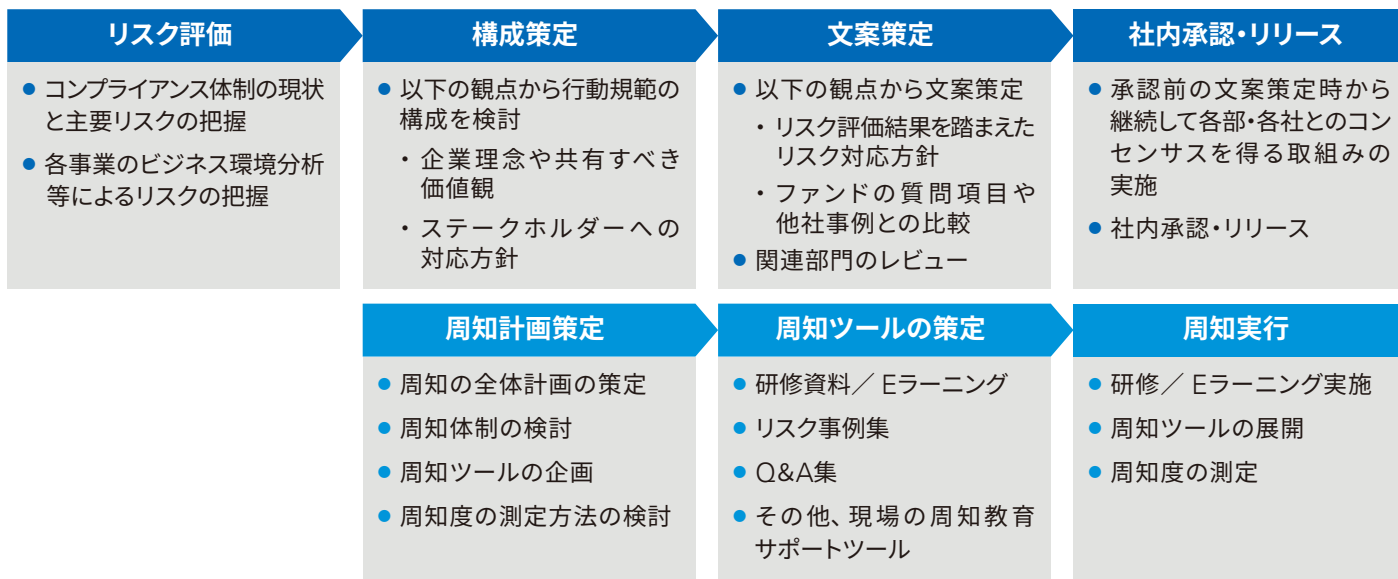 リスク評価
● コンプライアンス体制の現状
と主要リスクの把握
● 各事業のビジネス環境分析
等によるリスクの把握
構成策定
● 以下の観点から行動規範の
構成を検討
・企業理念や共有すべき
価値観
・ステークホルダーへの
対応方針
文案策定
● 以下の観点から文案策定
・リスク評価結果を踏まえた
リスク対応方針
・ファンドの質問項目や
他社事例との比較
● 関連部門のレビュー
社内承認・リリース
● 承認前の文案策定時から
継続して各部・各社とのコン
センサスを得る取組みの
実施
● 社内承認・リリース
周知計画策定
● 周知の全体計画の策定
● 周知体制の検討
● 周知ツールの企画
● 周知度の測定方法の検討
周知ツールの策定
● 研修資料／Eラーニング
● リスク事例集
● Q&A集
● その他、現場の周知教育
サポートツール
周知実行
● 研修／Eラーニング実施
● 周知ツールの展開
● 周知度の測定